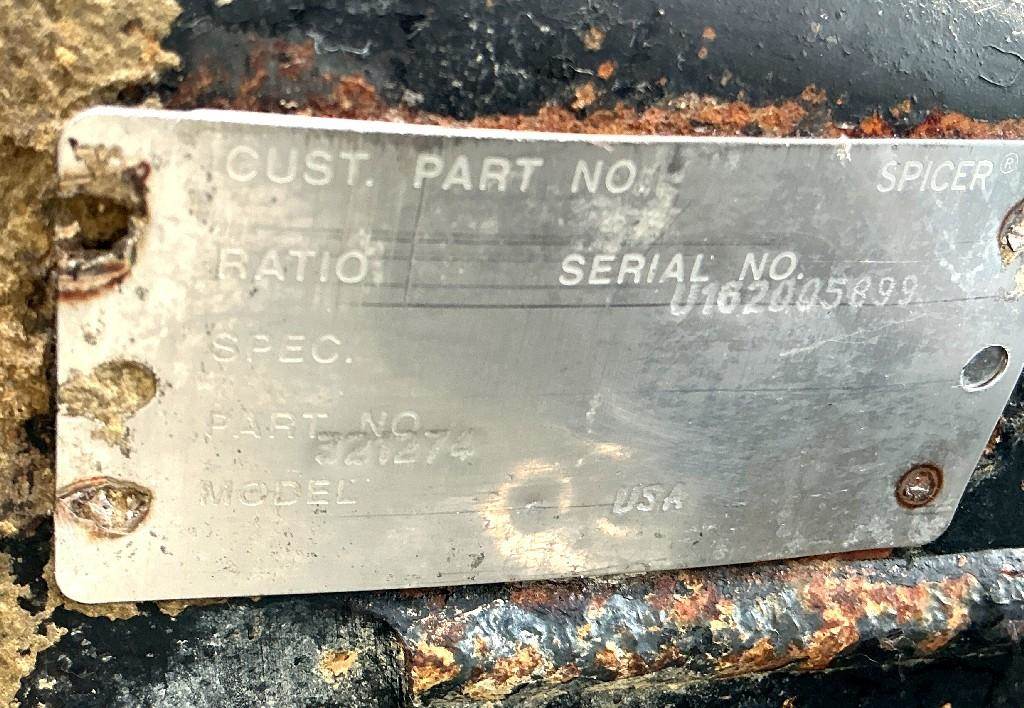 CUST. PART NO. SPICER®
RATIO SERIAL NO.
U162005899
SPEC.
PART NO.
321274
MODEL USA